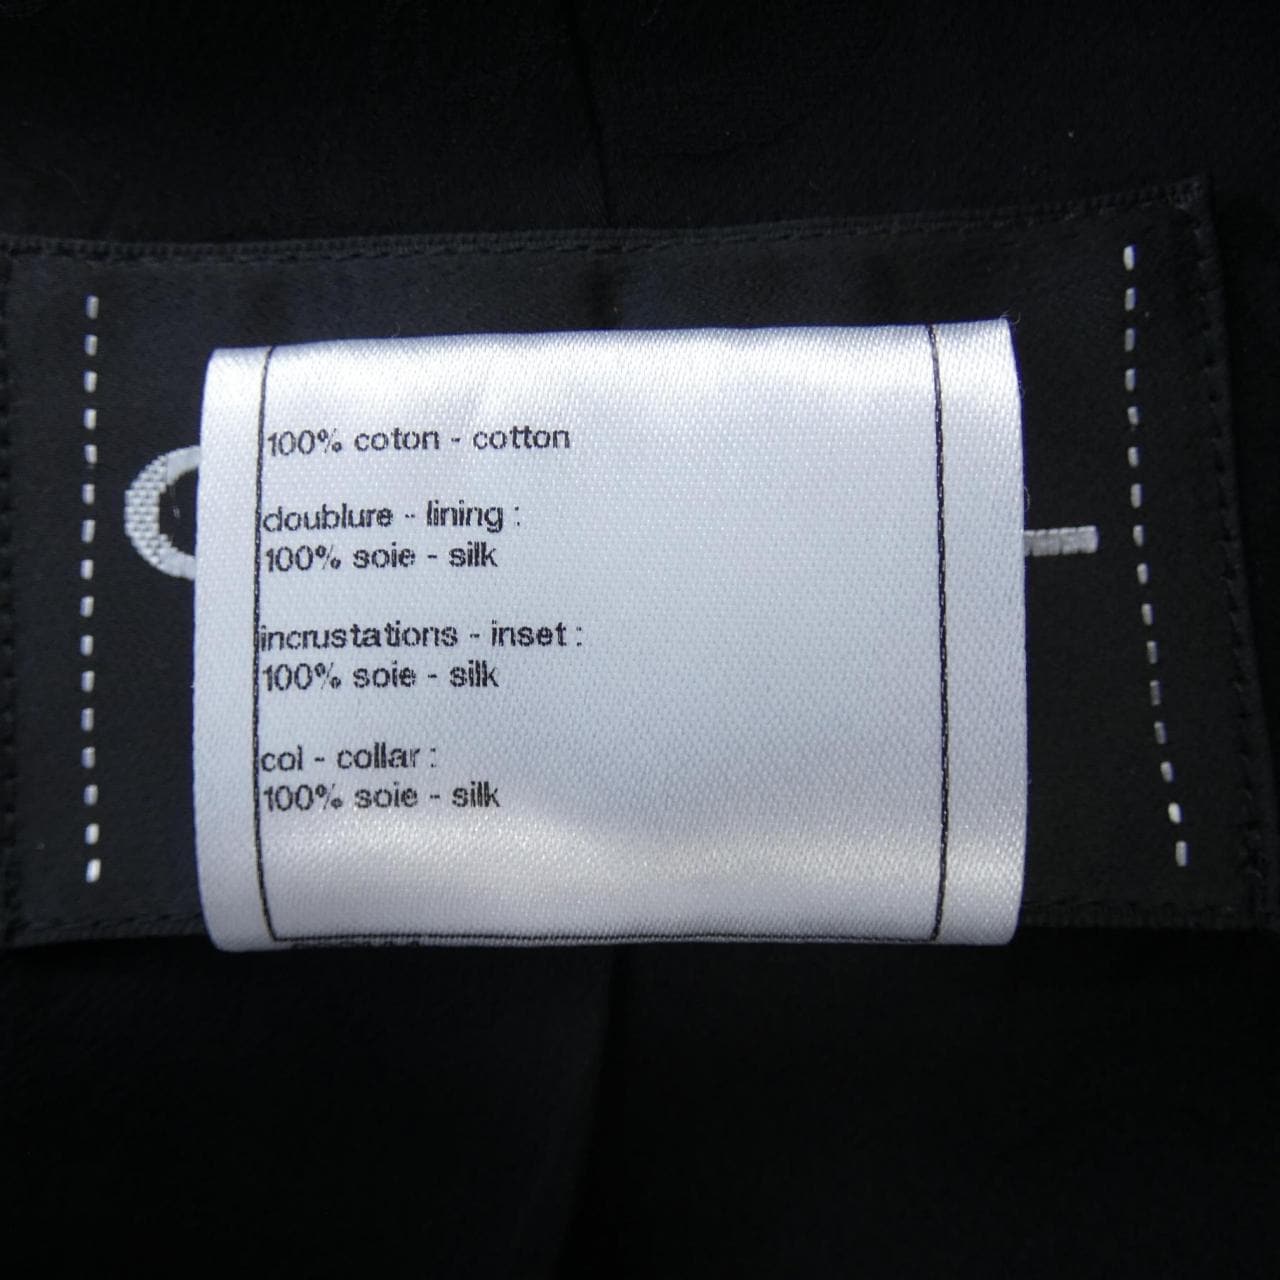 100% coton - cotton
doublure - lining :
100% soie - silk
incrustations - inset :
100% soie - silk
col - collar :
100% soie - silk